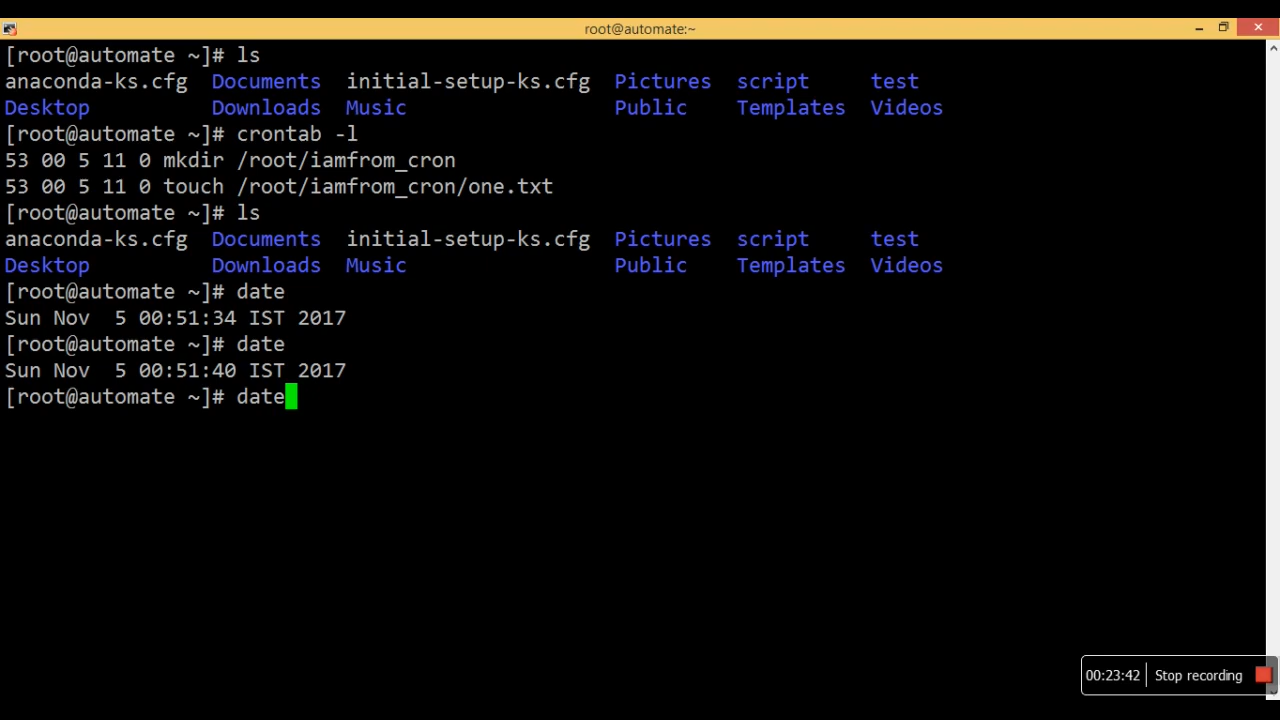 root@automate:~
[root@automate ~]# ls
anaconda-ks.cfg  Documents  initial-setup-ks.cfg  Pictures  script     test
Desktop          Downloads  Music                 Public    Templates  Videos
[root@automate ~]# crontab -l
53 00 5 11 0 mkdir /root/iamfrom_cron
53 00 5 11 0 touch /root/iamfrom_cron/one.txt
[root@automate ~]# ls
anaconda-ks.cfg  Documents  initial-setup-ks.cfg  Pictures  script     test
Desktop          Downloads  Music                 Public    Templates  Videos
[root@automate ~]# date
Sun Nov  5 00:51:34 IST 2017
[root@automate ~]# date
Sun Nov  5 00:51:40 IST 2017
[root@automate ~]# date
00:23:42 Stop recording